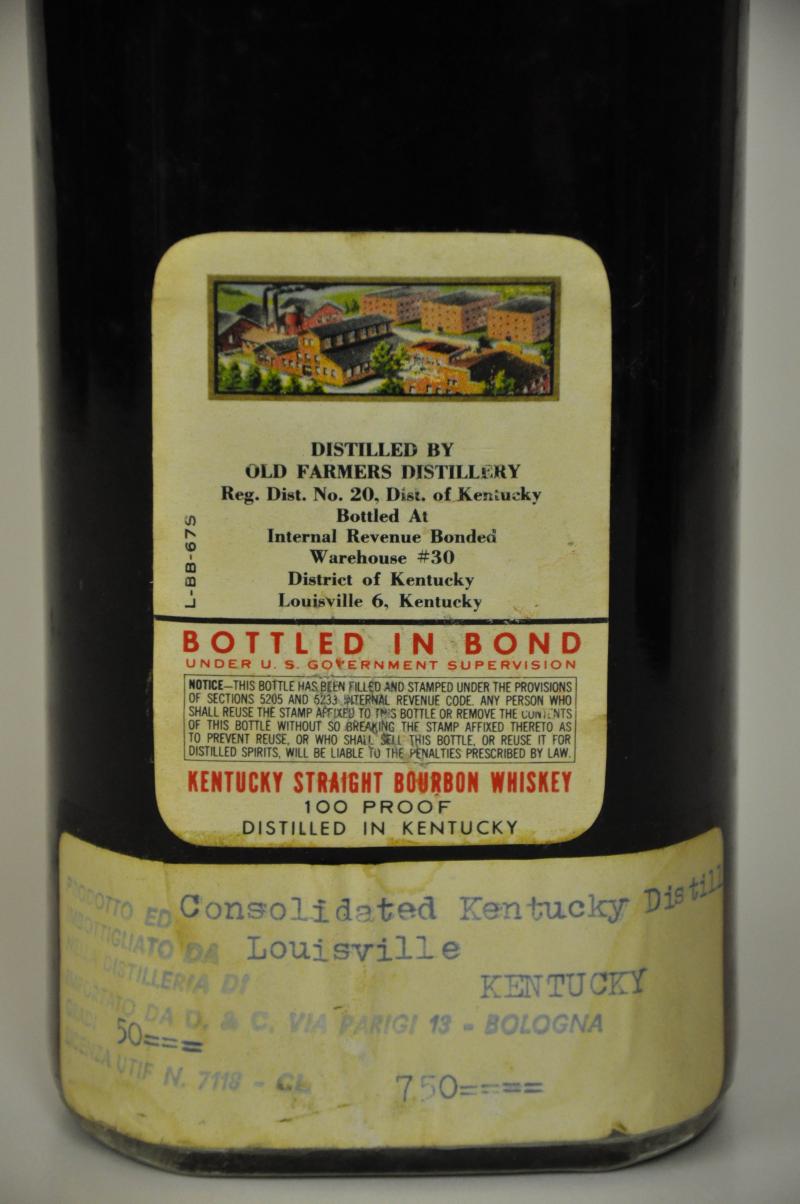 DISTILLED BY
OLD FARMERS DISTILLERY
Reg. Dist. No. 20, Dist. of Kentucky
Bottled At
Internal Revenue Bonded
Warehouse #30
District of Kentucky
Louisville 6, Kentucky
L-BB-67S
BOTTLED IN BOND
UNDER U. S. GOVERNMENT SUPERVISION
NOTICE—THIS BOTTLE HAS BEEN FILLED AND STAMPED UNDER THE PROVISIONS
OF SECTIONS 5205 AND 5233 INTERNAL REVENUE CODE. ANY PERSON WHO
SHALL REUSE THE STAMP AFFIXED TO THIS BOTTLE OR REMOVE THE CONTENTS
OF THIS BOTTLE WITHOUT SO BREAKING THE STAMP AFFIXED THERETO AS
TO PREVENT REUSE, OR WHO SHALL SELL THIS BOTTLE, OR REUSE IT FOR
DISTILLED SPIRITS, WILL BE LIABLE TO THE PENALTIES PRESCRIBED BY LAW.
KENTUCKY STRAIGHT BOURBON WHISKEY
100 PROOF
DISTILLED IN KENTUCKY
PRODOTTO ED Consolidated Kentucky Distill
IMBOTTIGLIATO DA Louisville
NELLA DISTILLERIA DI KENTUCKY
IMPORTATO DA D. & C. VIA PARIGI 13 - BOLOGNA
GRADI 50===
LICENZA UTIF N. 7118 - CL 750=====